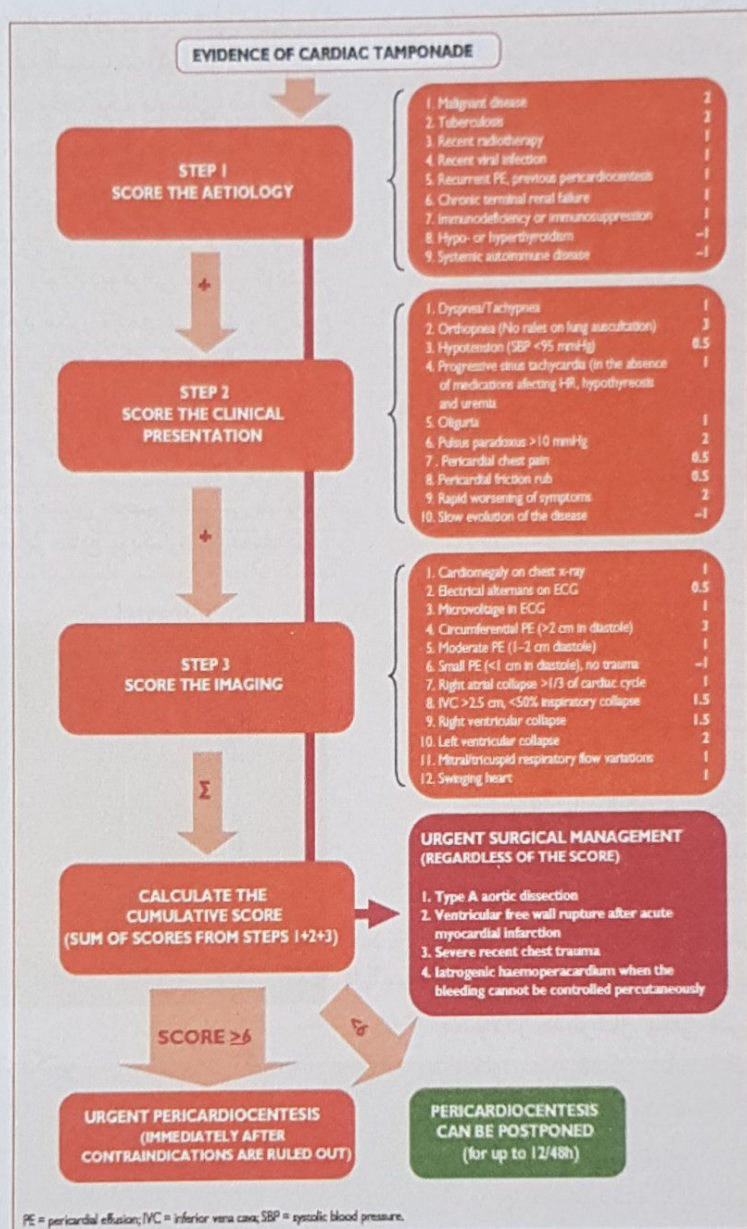 EVIDENCE OF CARDIAC TAMPONADE
STEP 1
SCORE THE AETIOLOGY
1. Malignant disease 2
2. Tuberculosis 2
3. Recent radiotherapy 1
4. Recent viral infection 1
5. Recurrent PE, previous pericardiocentesis 1
6. Chronic terminal renal failure 1
7. Immunodeficiency or immunosuppression 1
8. Hypo- or hyperthyroidism -1
9. Systemic autoimmune disease -1
+
STEP 2
SCORE THE CLINICAL
PRESENTATION
1. Dyspnea/Tachypnea 1
2. Orthopnea (No rales on lung auscultation) 3
3. Hypotension (SBP <95 mmHg) 0.5
4. Progressive sinus tachycardia (in the absence 1
of medications afecting HR, hypothyreosis
and uremia
5. Oliguria 1
6. Pulsus paradoxus >10 mmHg 2
7. Pericardial chest pain 0.5
8. Pericardial friction rub 0.5
9. Rapid worsening of symptoms 2
10. Slow evolution of the disease -1
+
STEP 3
SCORE THE IMAGING
1. Cardiomegaly on chest x-ray 1
2. Electrical alternans on ECG 0.5
3. Microvoltage in ECG 1
4. Circumferential PE (>2 cm in diastole) 3
5. Moderate PE (1–2 cm diastole) 1
6. Small PE (<1 cm in diastole), no trauma -1
7. Right atrial collapse >1/3 of cardiac cycle 1
8. IVC >2.5 cm, <50% inspiratory collapse 1.5
9. Right ventricular collapse 1.5
10. Left ventricular collapse 2
11. Mitral/tricuspid respiratory flow variations 1
12. Swinging heart 1
Σ
CALCULATE THE
CUMULATIVE SCORE
(SUM OF SCORES FROM STEPS 1+2+3)
URGENT SURGICAL MANAGEMENT
(REGARDLESS OF THE SCORE)
1. Type A aortic dissection
2. Ventricular free wall rupture after acute
myocardial infarction
3. Severe recent chest trauma
4. Iatrogenic haemoperacardium when the
bleeding cannot be controlled percutaneously
SCORE ≥6
<6
URGENT PERICARDIOCENTESIS
(IMMEDIATELY AFTER
CONTRAINDICATIONS ARE RULED OUT)
PERICARDIOCENTESIS
CAN BE POSTPONED
(for up to 12/48h)
PE = pericardial effusion; IVC = inferior vena cava; SBP = systolic blood pressure.